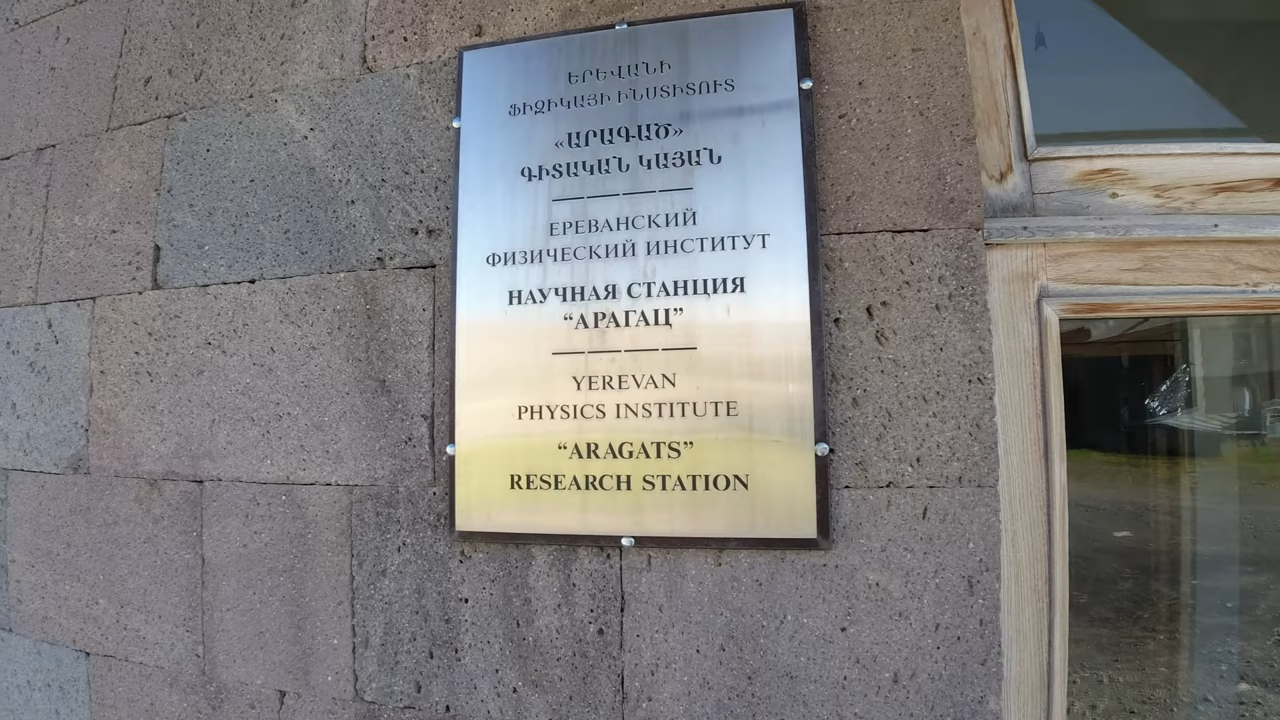 ԵՐԵՎԱՆԻ
ՖԻԶԻԿԱՅԻ ԻՆՍՏԻՏՈՒՏ
«ԱՐԱԳԱԾ»
ԳԻՏԱԿԱՆ ԿԱՅԱՆ
ЕРЕВАНСКИЙ
ФИЗИЧЕСКИЙ ИНСТИТУТ
НАУЧНАЯ СТАНЦИЯ
“АРАГАЦ”
YEREVAN
PHYSICS INSTITUTE
“ARAGATS”
RESEARCH STATION